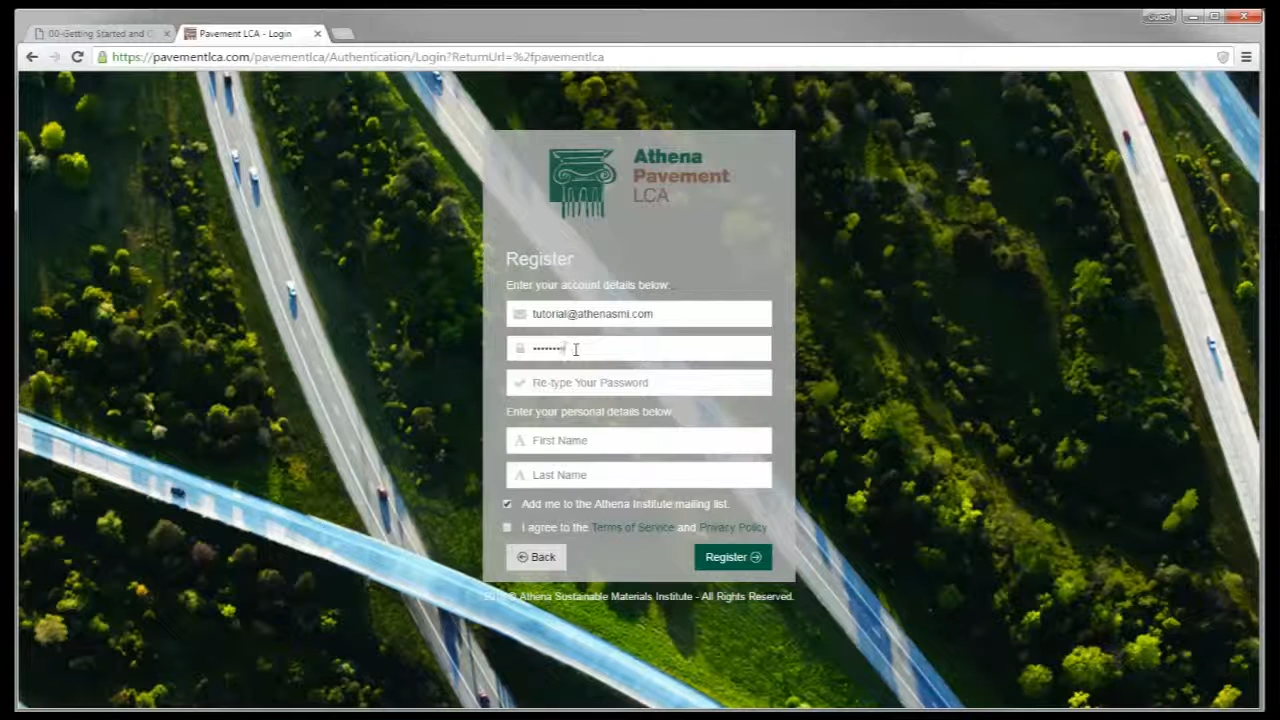 Guest
00-Getting Started and
Pavement LCA - Login
https://pavementlca.com/pavementlca/Authentication/Login?ReturnUrl=%2fpavementlca
Athena
Pavement
LCA
Register
Enter your account details below:
tutorial@athenasmi.com
Re-type Your Password
Enter your personal details below
First Name
Last Name
Add me to the Athena Institute mailing list.
I agree to the Terms of Service and Privacy Policy
Back
Register
© Athena Sustainable Materials Institute - All Rights Reserved.